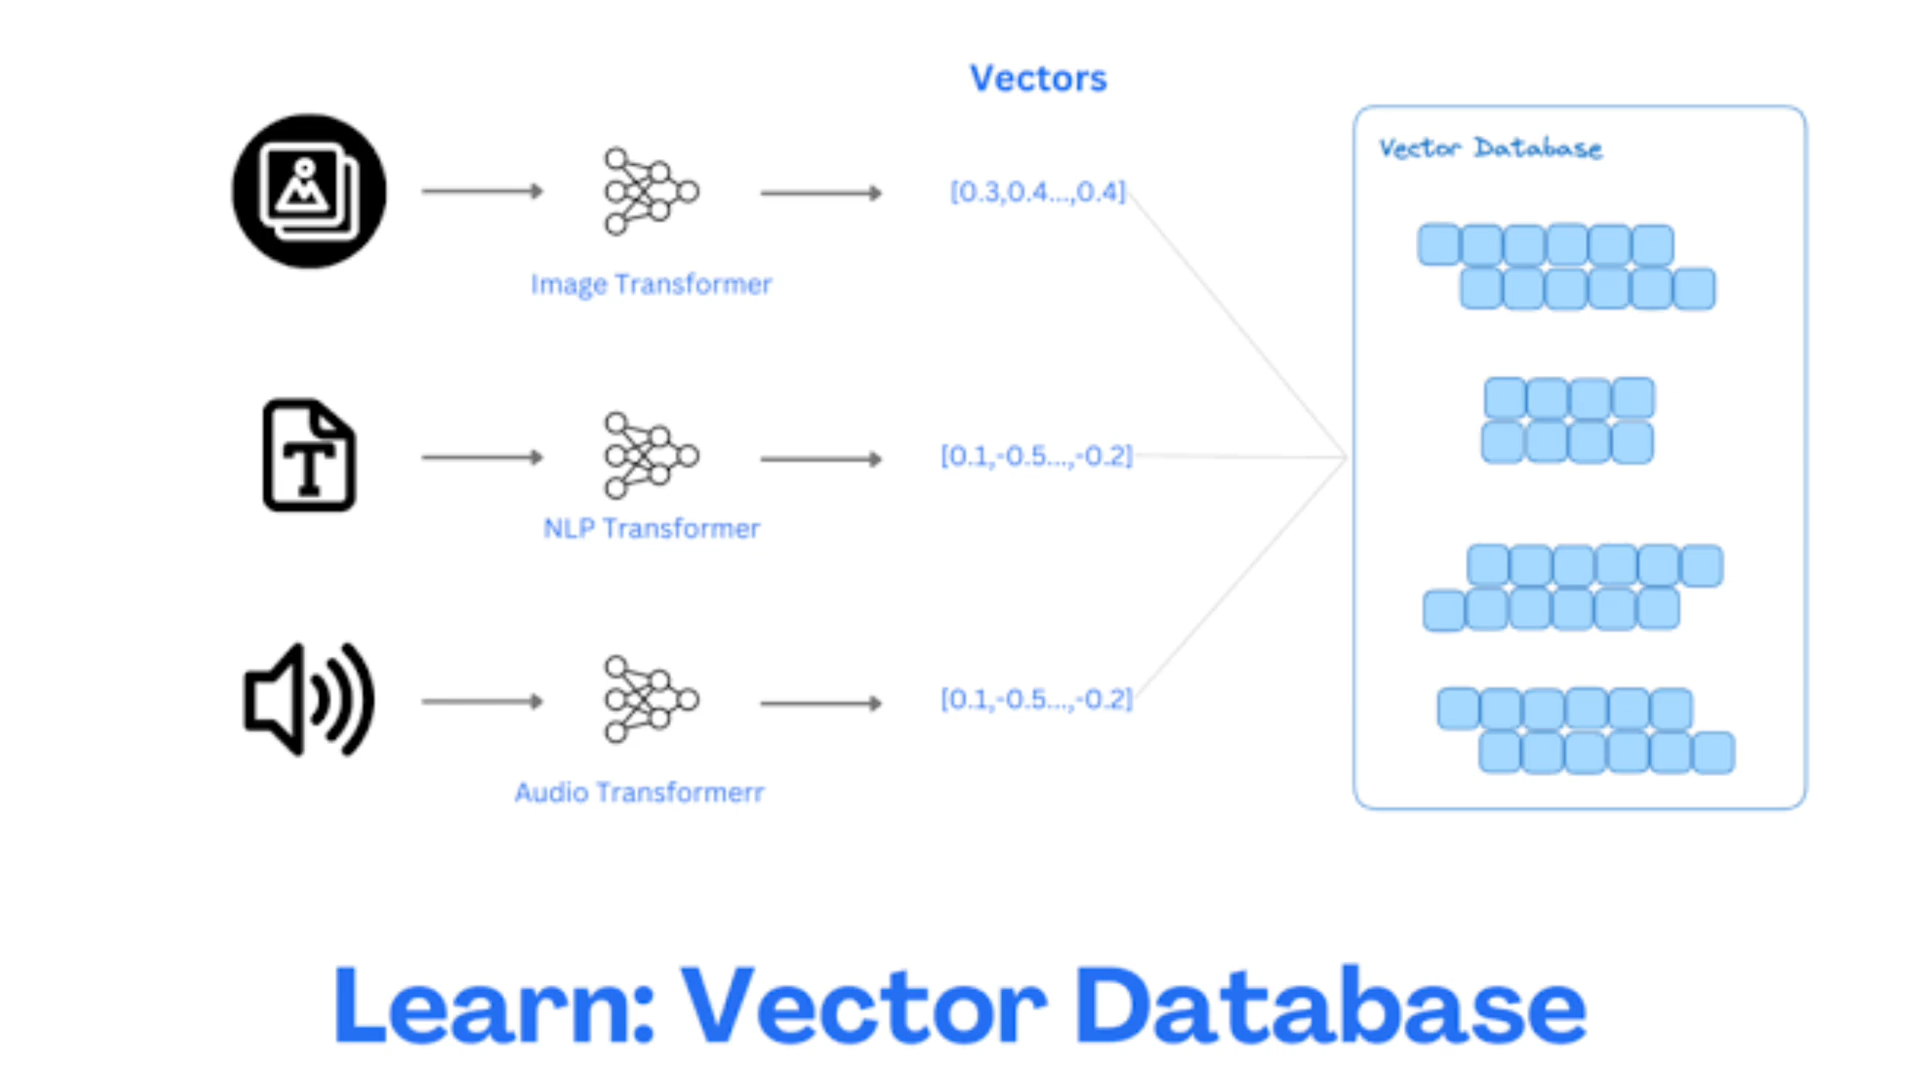 Vectors
Vector Database
[0.3,0.4...,0.4]
Image Transformer
T
[0.1,-0.5...,-0.2]
NLP Transformer
[0.1,-0.5...,-0.2]
Audio Transformerr
Learn: Vector Database